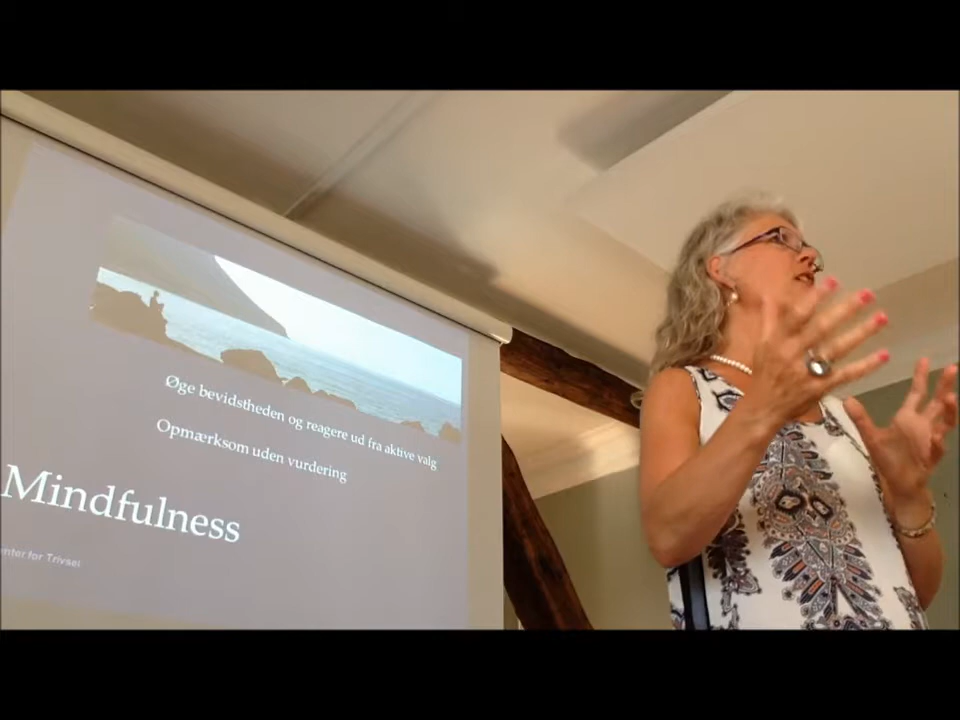 Øge bevidstheden og reagere ud fra aktive valg
Opmærksom uden vurdering
Mindfulness
enter for Trivsel